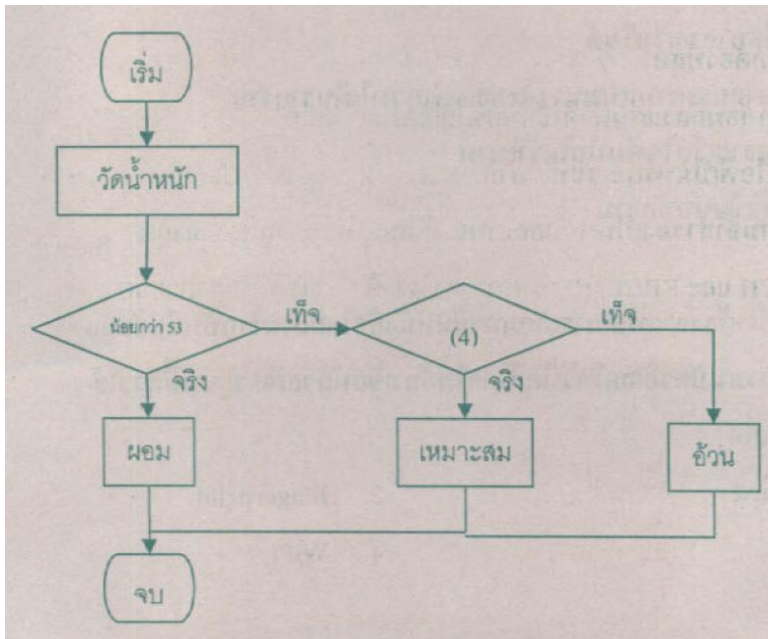 เริ่ม
วัดน้ำหนัก
น้อยกว่า 53
เท็จ
(4)
เท็จ
จริง
จริง
ผอม
เหมาะสม
อ้วน
จบ